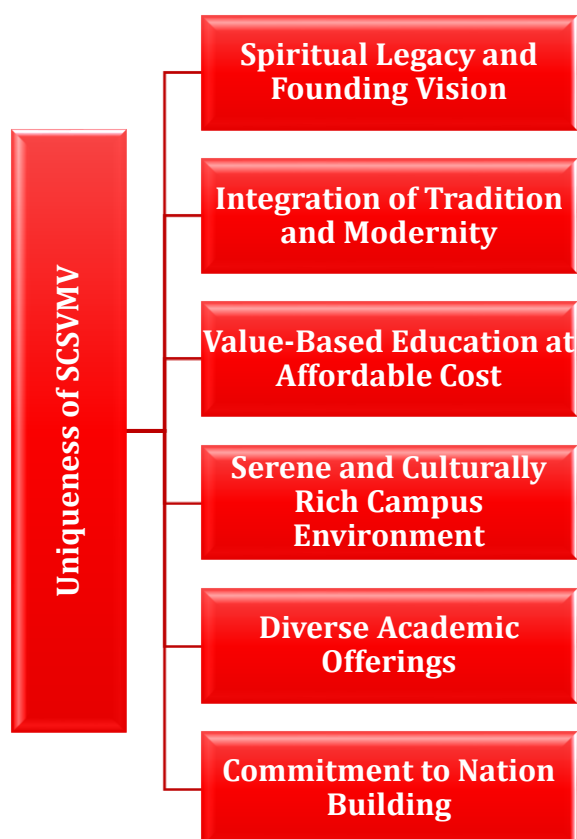 Uniqueness of SCSVMV
Spiritual Legacy and
Founding Vision
Integration of Tradition
and Modernity
Value-Based Education at
Affordable Cost
Serene and Culturally
Rich Campus
Environment
Diverse Academic
Offerings
Commitment to Nation
Building